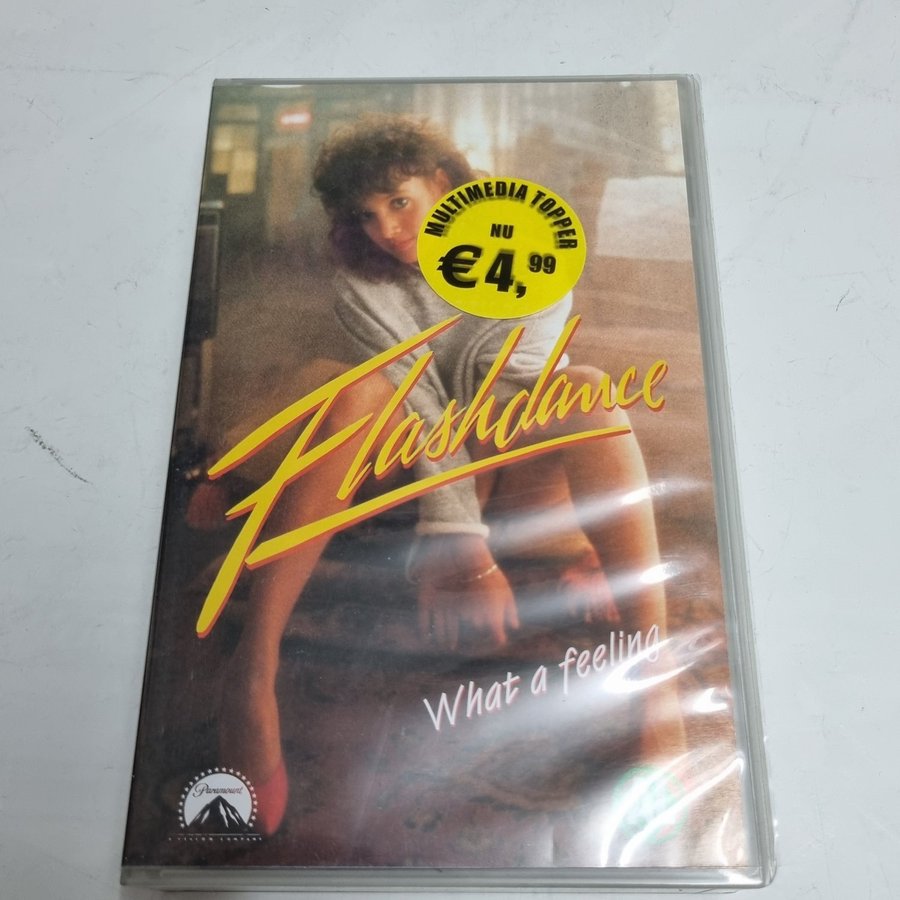 MULTIMEDIA TOPPER
NU
€4,99
Flashdance
What a feeling
Paramount